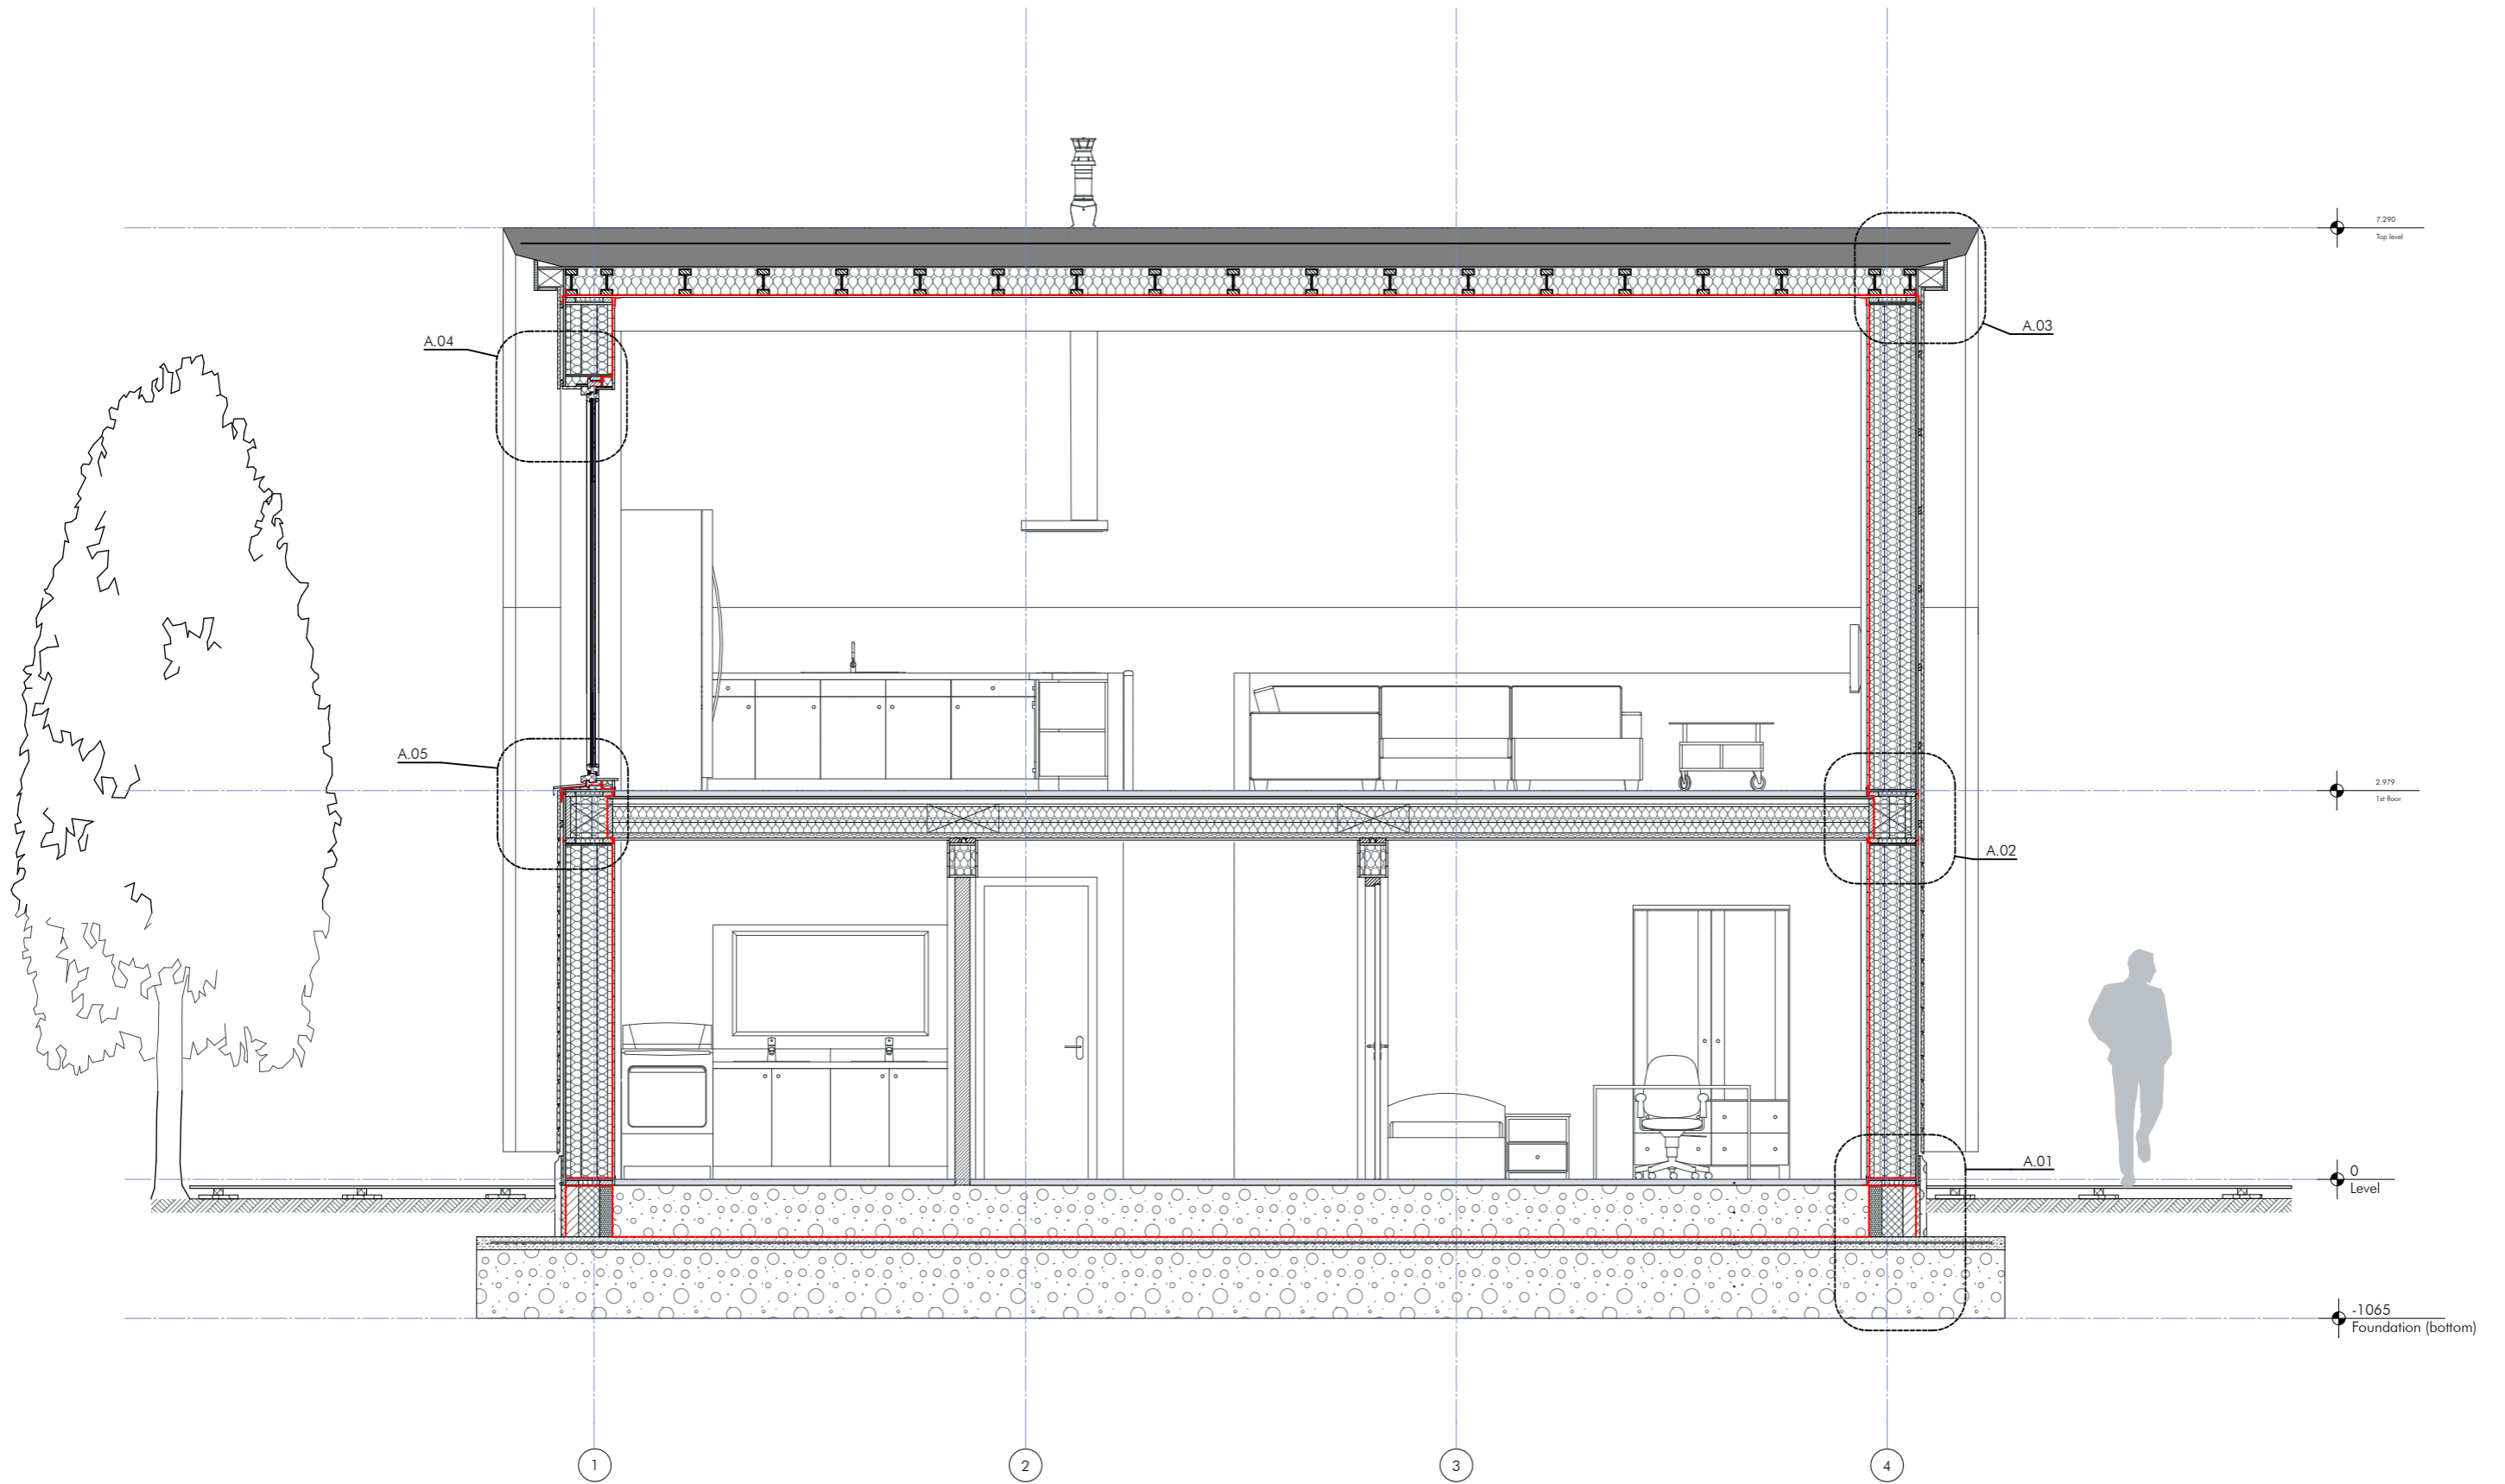 7.290
Top level
A.03
A.04
A.05
2.979
1st floor
A.02
A.01
0
Level
-1065
Foundation (bottom)
1
2
3
4